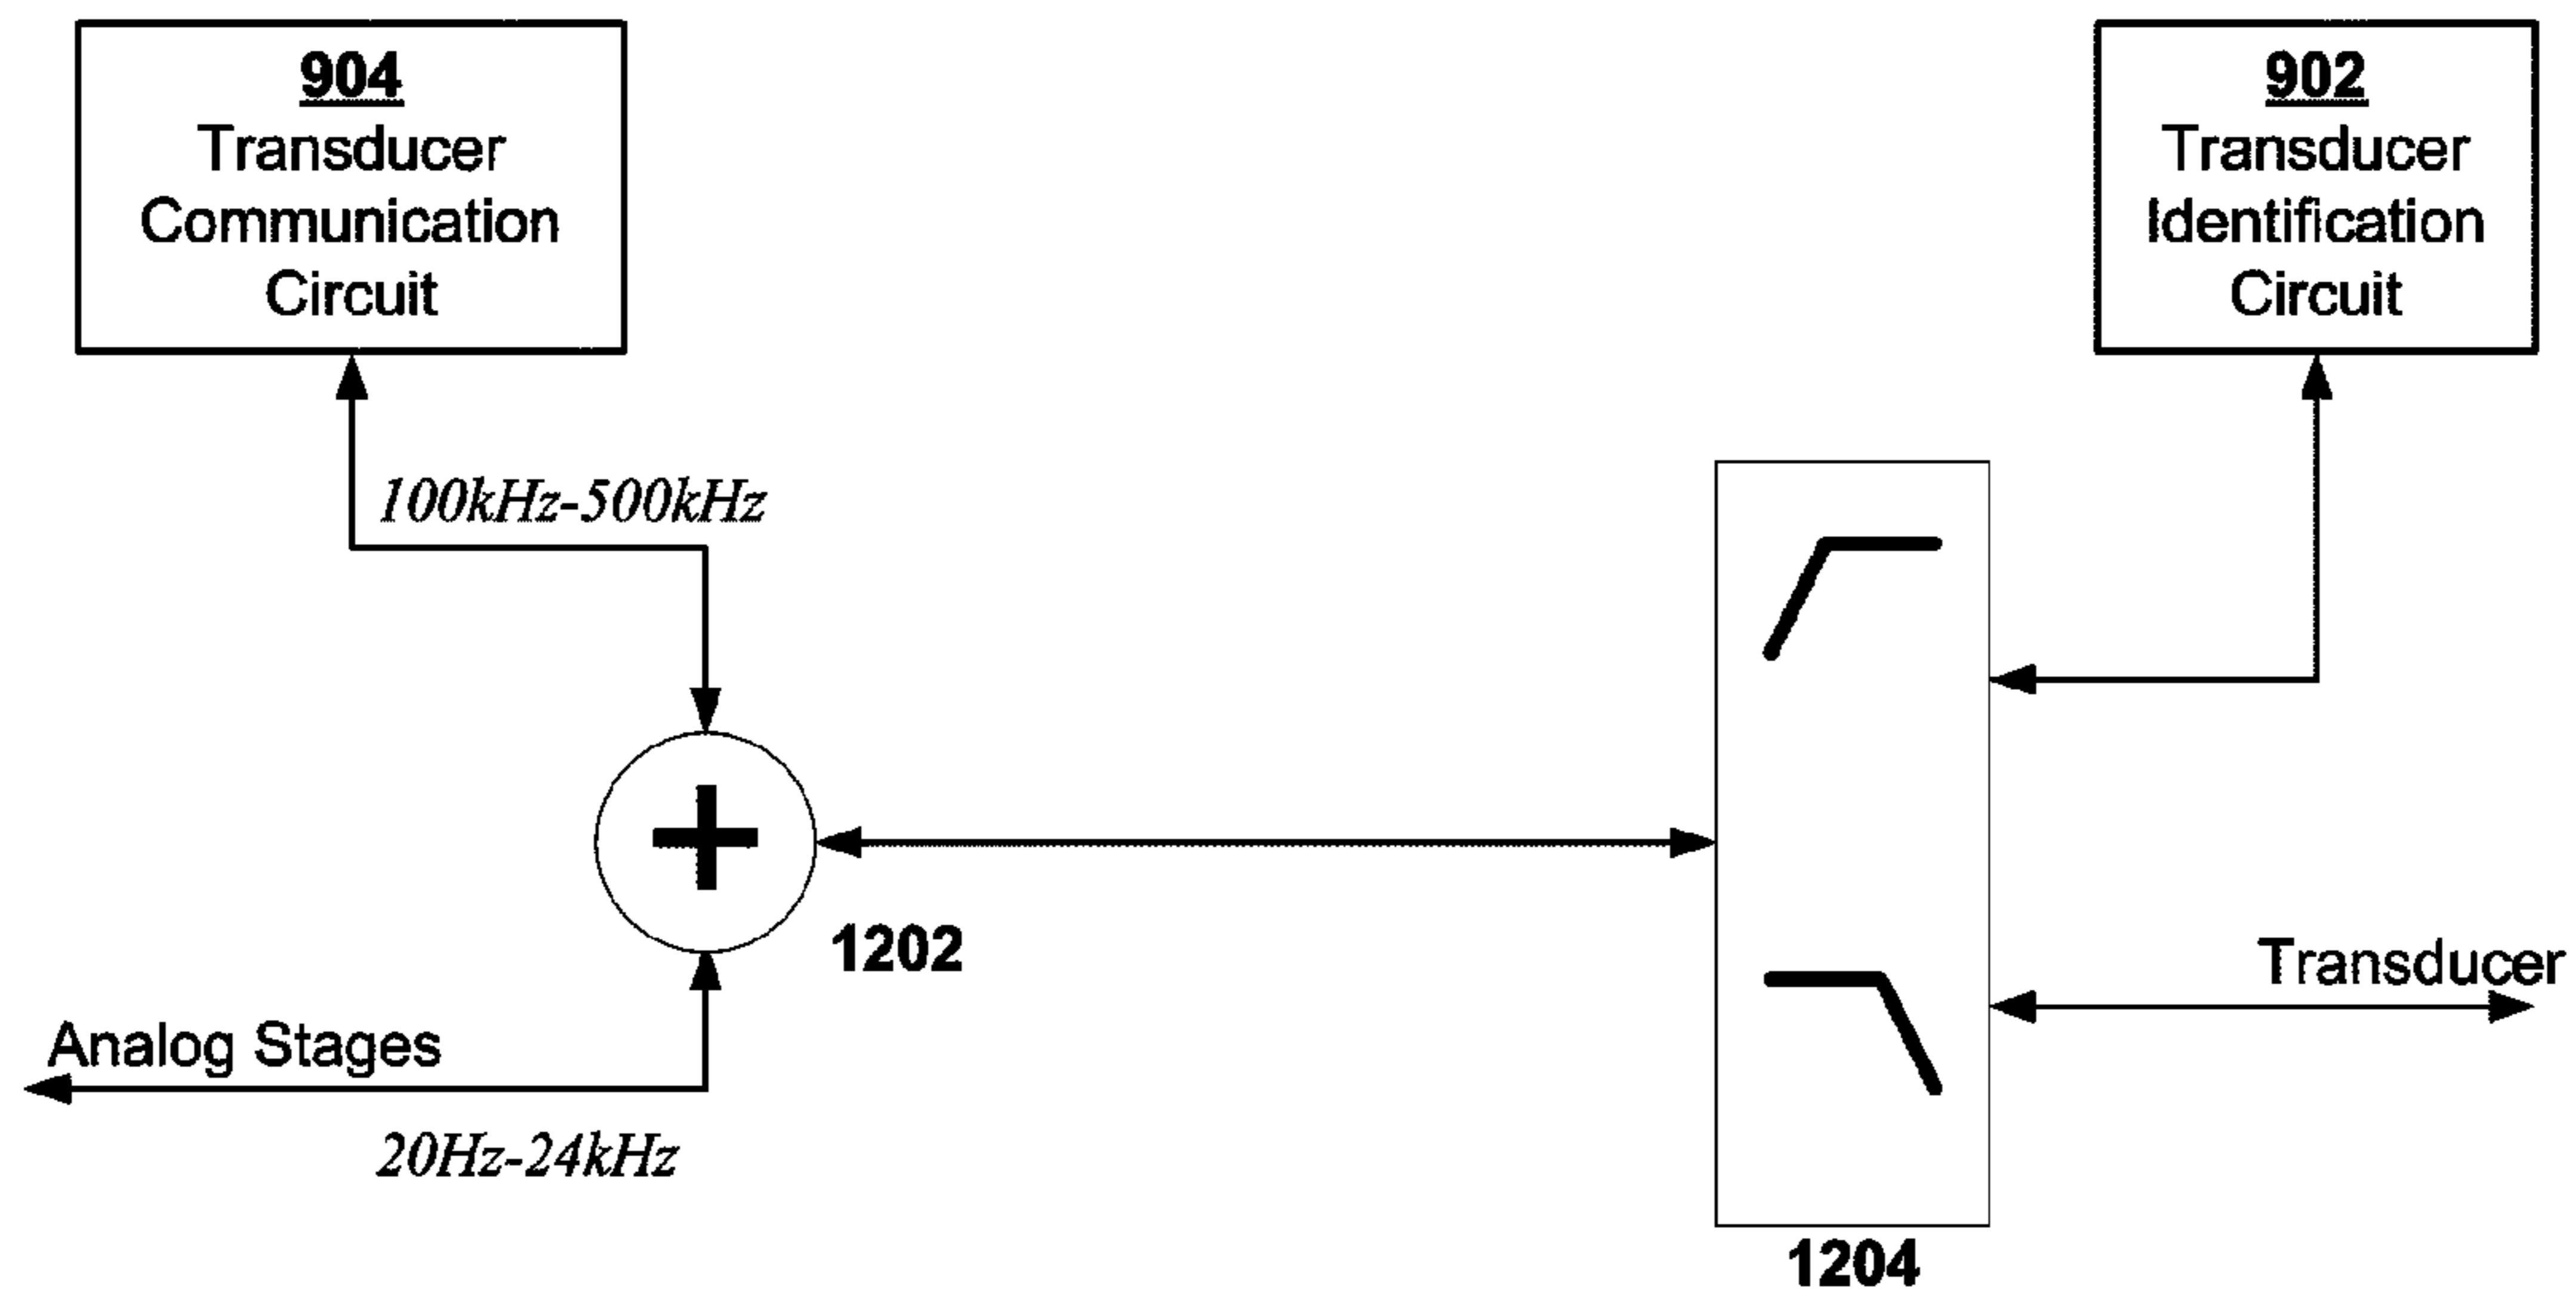 904
Transducer
Communication
Circuit
902
Transducer
Identification
Circuit
100kHz-500kHz
1202
Transducer
Analog Stages
20Hz-24kHz
1204